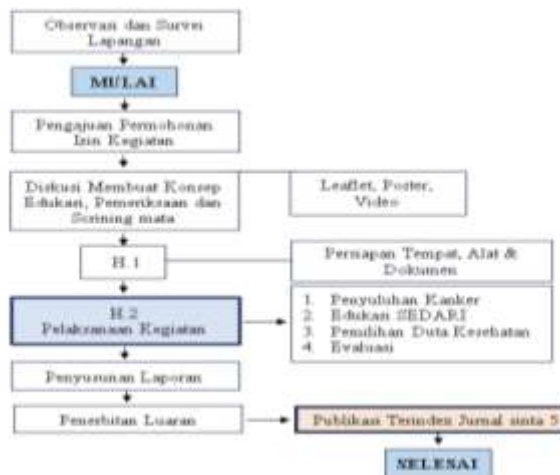 Observasi dan Survei
Lapangan
MULAI
Pengajuan Permohonan
Izin Kegiatan
Diskusi Membuat Konsep
Edukasi, Pemeriksaan dan
Scrining mata
Leaflet, Poster,
Video
H.1
Persiapan Tempat, Alat &
Dokumen
H.2
Pelaksanaan Kegiatan
1. Penyuluhan Kanker
2. Edukasi SEDARI
3. Pemilihan Duta Kesehatan
4. Evaluasi
Penyusunan Laporan
Penerbitan Luaran
Publikasi Terindex Jurnal sinta 5
SELESAI